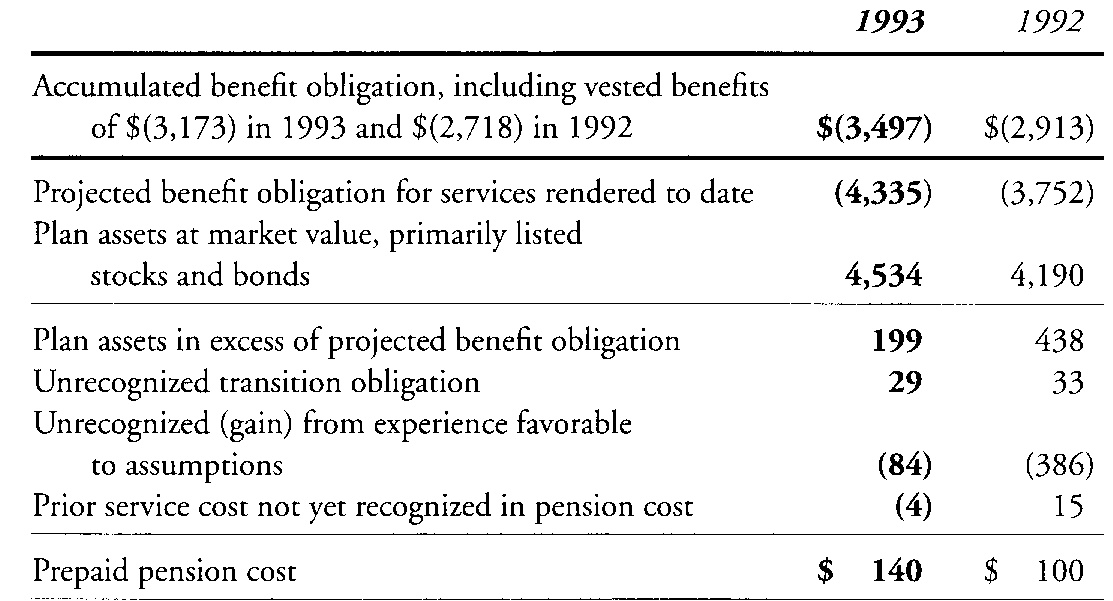 1993 1992
Accumulated benefit obligation, including vested benefits
of $(3,173) in 1993 and $(2,718) in 1992 $(3,497) $(2,913)
Projected benefit obligation for services rendered to date (4,335) (3,752)
Plan assets at market value, primarily listed
stocks and bonds 4,534 4,190
Plan assets in excess of projected benefit obligation 199 438
Unrecognized transition obligation 29 33
Unrecognized (gain) from experience favorable
to assumptions (84) (386)
Prior service cost not yet recognized in pension cost (4) 15
Prepaid pension cost $ 140 $ 100